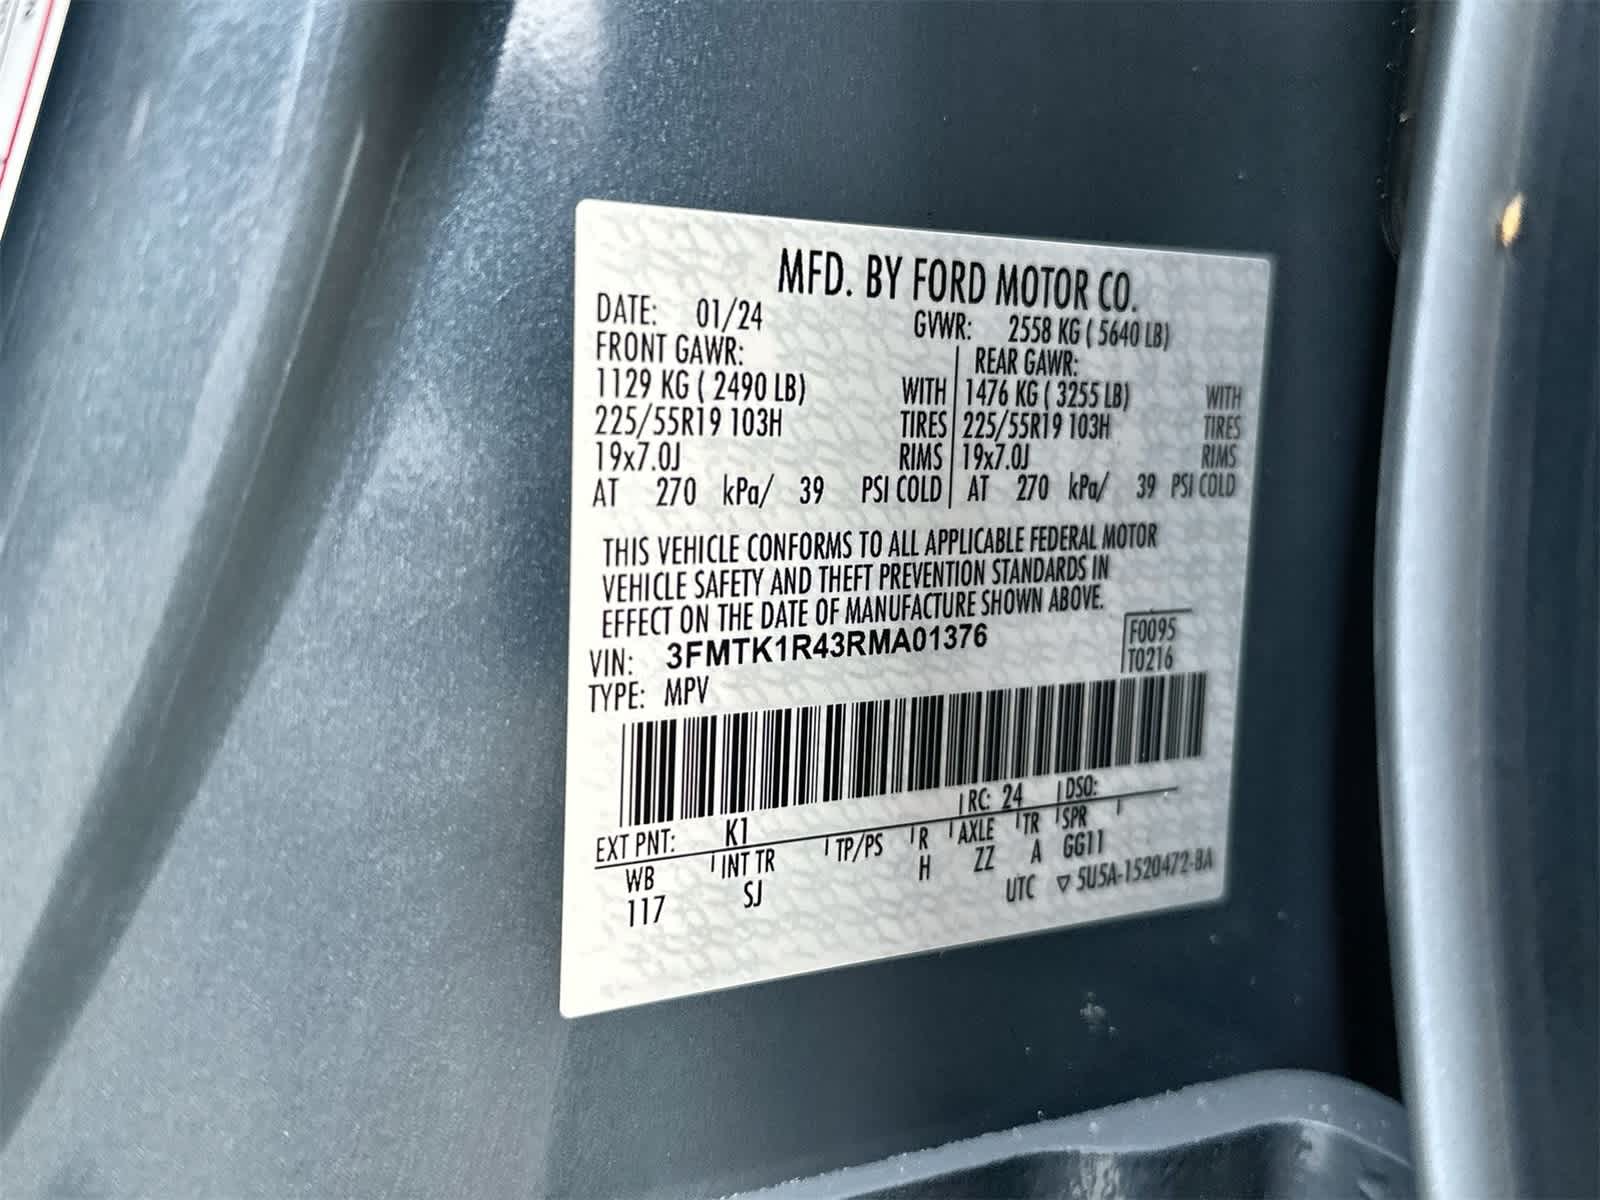 MFD. BY FORD MOTOR CO.
DATE: 01/24 GVWR: 2558 KG ( 5640 LB)
FRONT GAWR: REAR GAWR:
1129 KG ( 2490 LB) WITH 1476 KG ( 3255 LB) WITH
225/55R19 103H TIRES 225/55R19 103H TIRES
19x7.0J RIMS 19x7.0J RIMS
AT 270 kPa/ 39 PSI COLD AT 270 kPa/ 39 PSI COLD
THIS VEHICLE CONFORMS TO ALL APPLICABLE FEDERAL MOTOR
VEHICLE SAFETY AND THEFT PREVENTION STANDARDS IN
EFFECT ON THE DATE OF MANUFACTURE SHOWN ABOVE.
VIN: 3FMTK1R43RMA01376 F0095
TYPE: MPV T0216
EXT PNT: K1 RC: 24 DSO:
WB INT TR TP/PS R AXLE TR SPR
117 SJ H ZZ A GG11
UTC ▽ 5U5A-1520472-BA